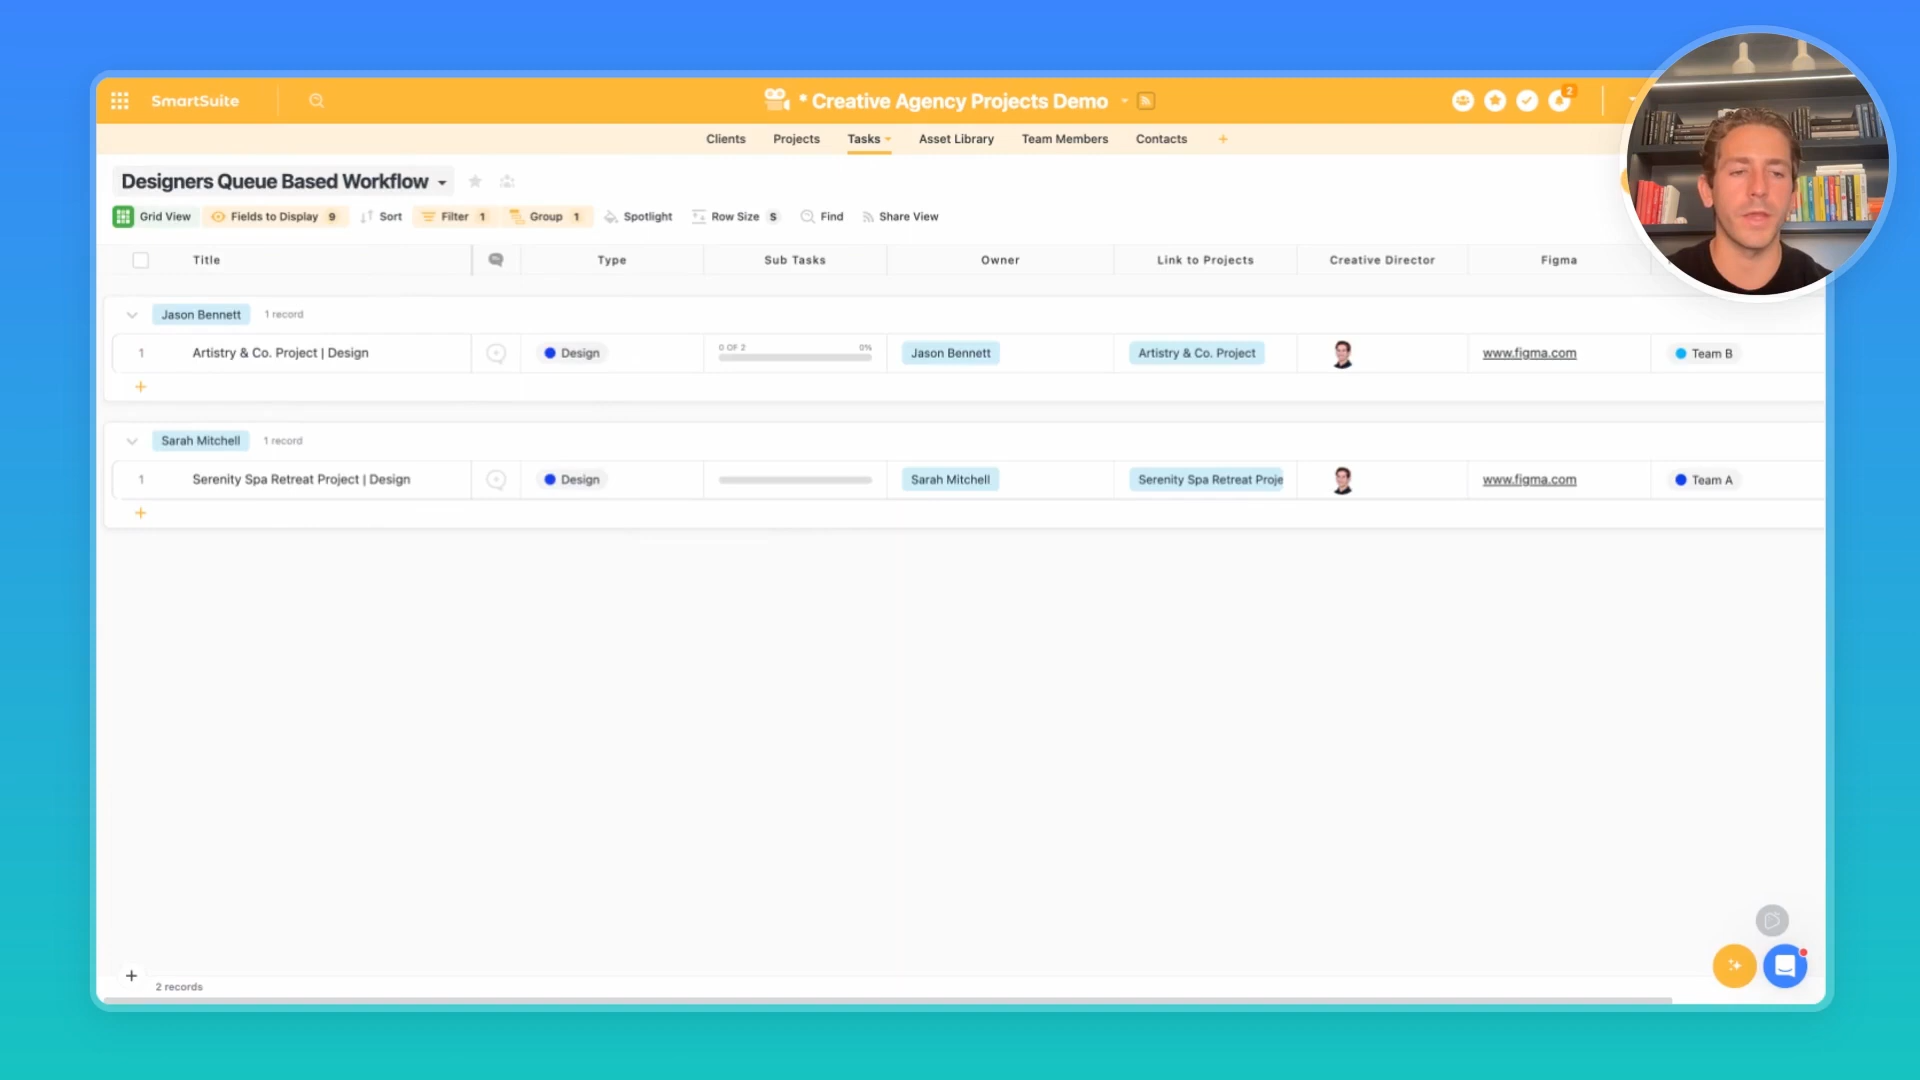 SmartSuite
* Creative Agency Projects Demo
2
Clients Projects Tasks Asset Library Team Members Contacts +
Designers Queue Based Workflow
Grid View Fields to Display 9 Sort Filter 1 Group 1 Spotlight Row Size S Find Share View
Title Type Sub Tasks Owner Link to Projects Creative Director Figma
Jason Bennett 1 record
1 Artistry & Co. Project | Design Design 0 OF 2 0% Jason Bennett Artistry & Co. Project www.figma.com Team B
+
Sarah Mitchell 1 record
1 Serenity Spa Retreat Project | Design Design Sarah Mitchell Serenity Spa Retreat Proje www.figma.com Team A
+
+
2 records